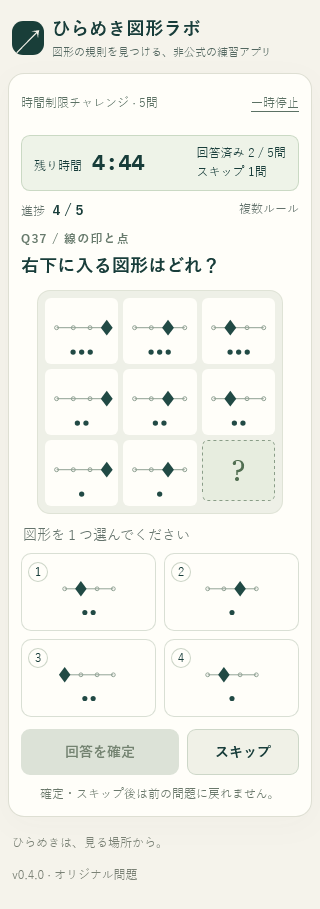 ひらめき図形ラボ
図形の規則を見つける、非公式の練習アプリ
時間制限チャレンジ · 5問
一時停止
残り時間 4:44
回答済み 2 / 5問
スキップ 1問
進捗 4 / 5
複数ルール
Q37 / 線の印と点
右下に入る図形はどれ？
?
図形を1つ選んでください
1
2
3
4
回答を確定
スキップ
確定・スキップ後は前の問題に戻れません。
ひらめきは、見る場所から。
v0.4.0 · オリジナル問題